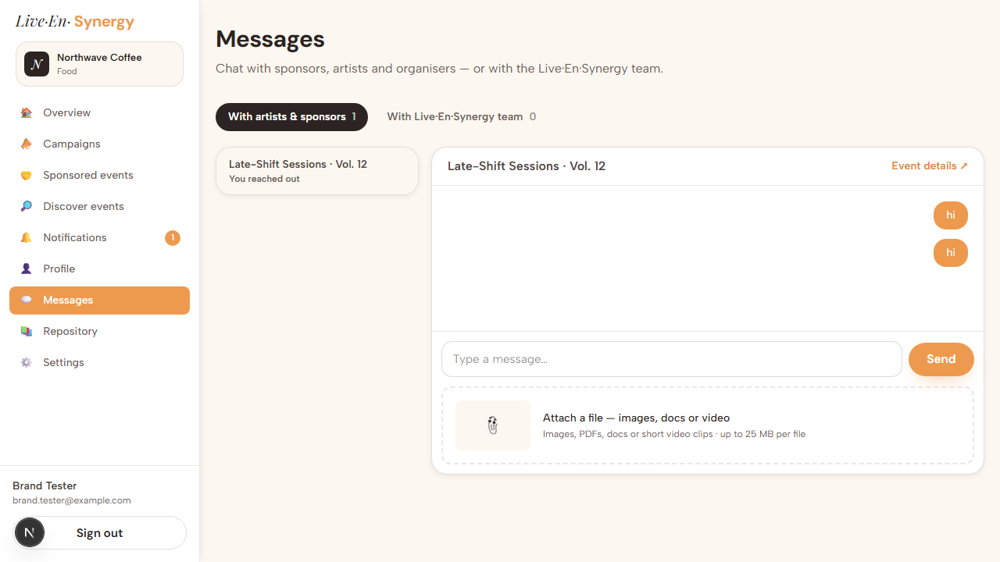 Live·En· Synergy
N
Northwave Coffee
Food
Overview
Campaigns
Sponsored events
Discover events
Notifications 1
Profile
Messages
Repository
Settings
Brand Tester
brand.tester@example.com
N
Sign out
Messages
Chat with sponsors, artists and organisers — or with the Live·En·Synergy team.
With artists & sponsors 1
With Live·En·Synergy team 0
Late-Shift Sessions · Vol. 12
You reached out
Late-Shift Sessions · Vol. 12
Event details ↗
hi
hi
Type a message...
Send
Attach a file — images, docs or video
Images, PDFs, docs or short video clips · up to 25 MB per file